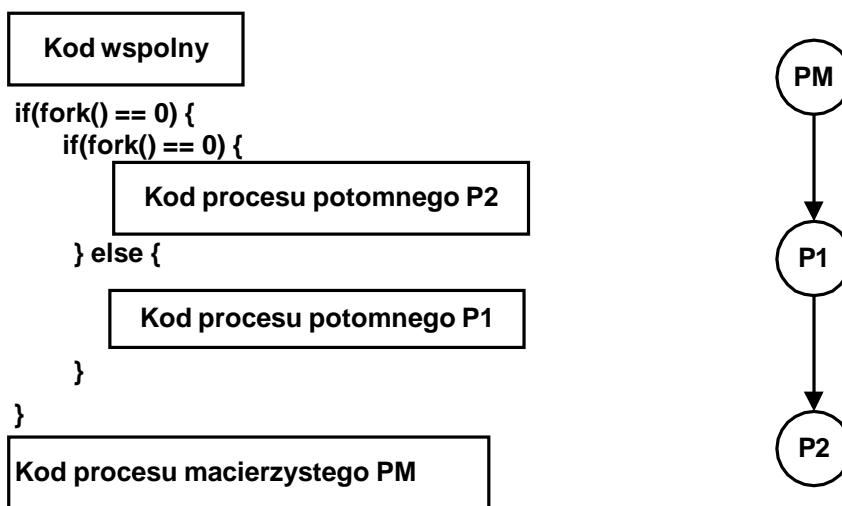 Kod wspolny
if(fork() == 0) {
if(fork() == 0) {
Kod procesu potomnego P2
} else {
Kod procesu potomnego P1
}
}
Kod procesu macierzystego PM
PM
P1
P2